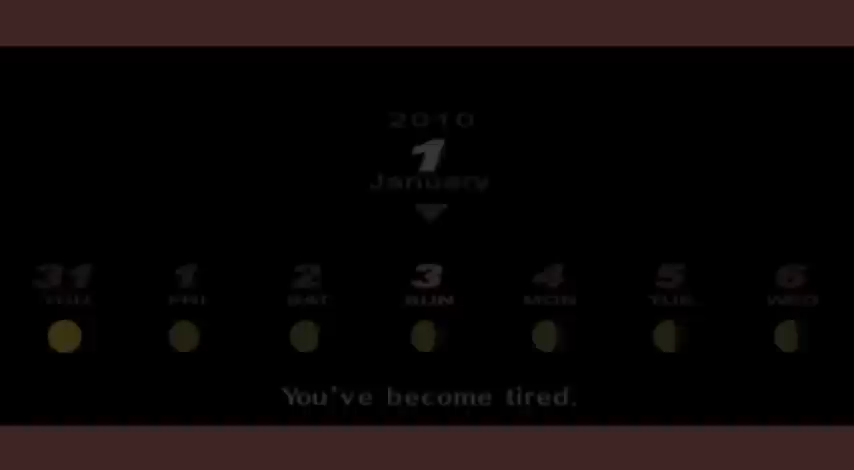 2010
1
January
31 1 2 3 4 5 6
THU FRI SAT SUN MON TUE WED
You've become tired.